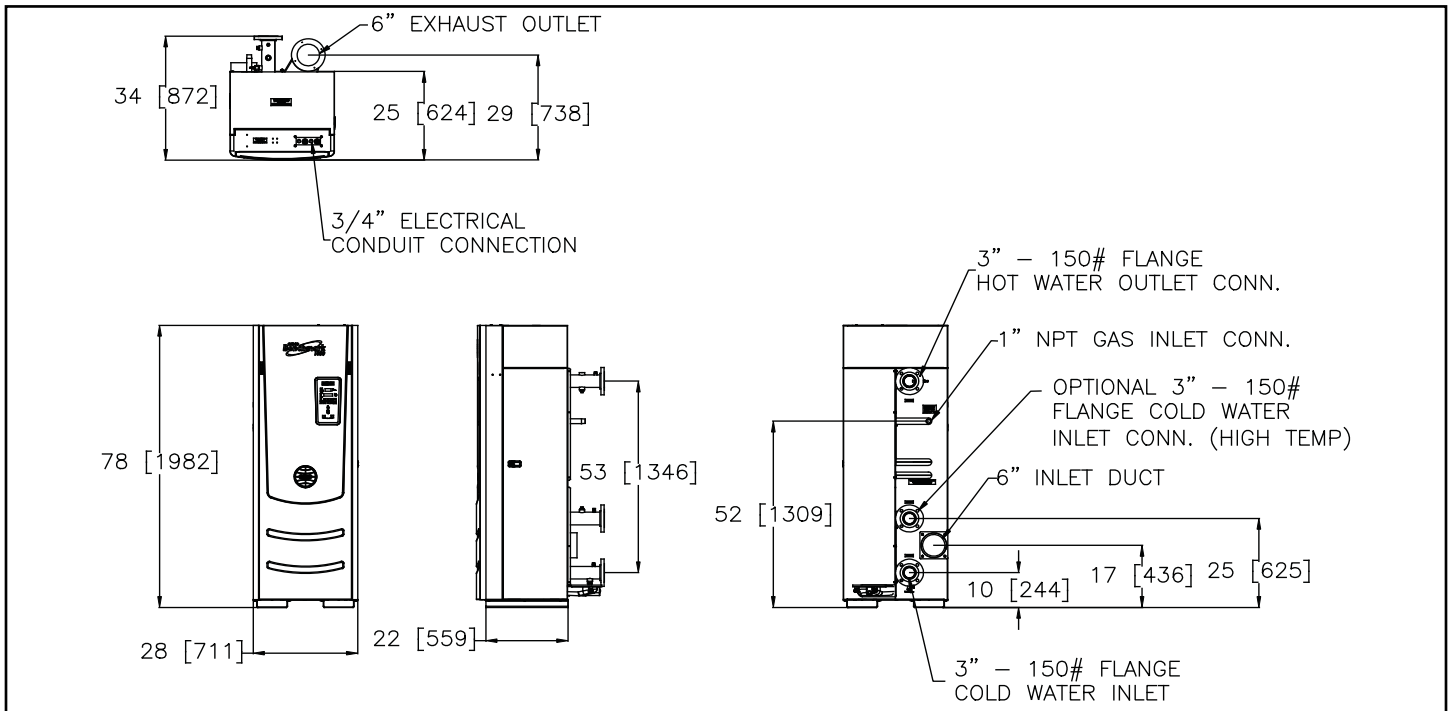 6” EXHAUST OUTLET
34 [872]
25 [624]
29 [738]
3/4” ELECTRICAL
CONDUIT CONNECTION
3” – 150# FLANGE
HOT WATER OUTLET CONN.
1” NPT GAS INLET CONN.
OPTIONAL 3” – 150#
FLANGE COLD WATER
INLET CONN. (HIGH TEMP)
6” INLET DUCT
78 [1982]
53 [1346]
52 [1309]
10 [244]
17 [436]
25 [625]
28 [711]
22 [559]
3” – 150# FLANGE
COLD WATER INLET